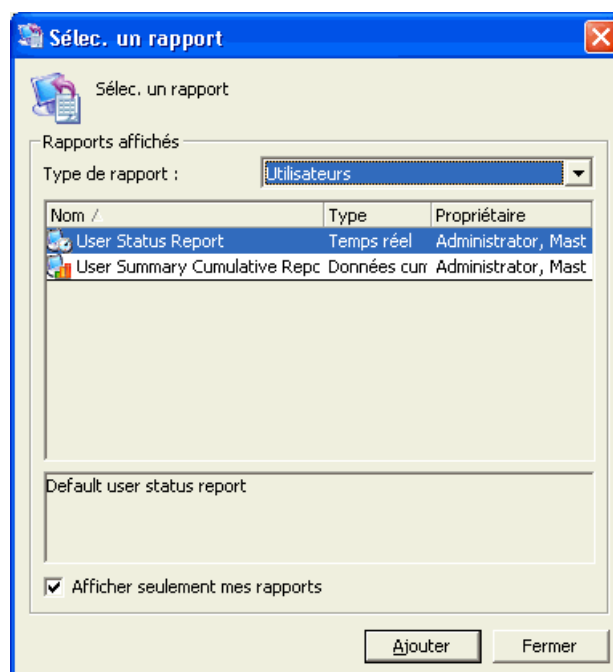 Sélec. un rapport
Sélec. un rapport
Rapports affichés
Type de rapport : Utilisateurs
Nom Type Propriétaire
User Status Report Temps réel Administrator, Mast
User Summary Cumulative Repc Données cum Administrator, Mast
Default user status report
Afficher seulement mes rapports
Ajouter Fermer